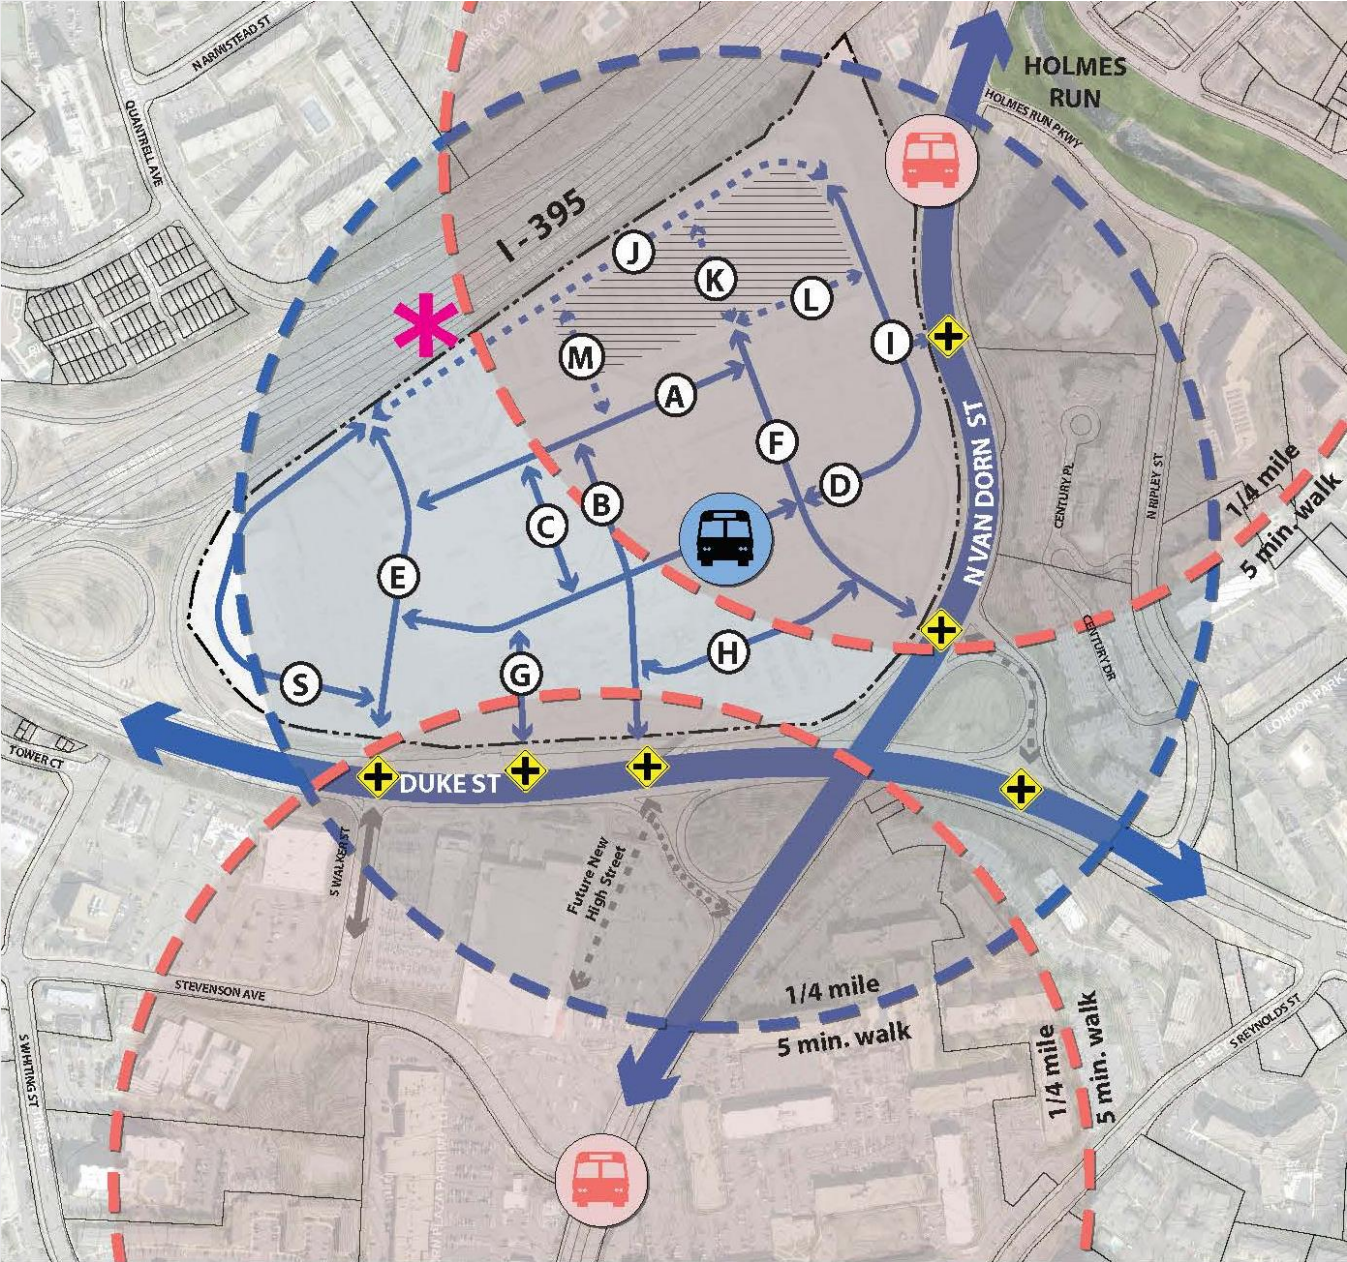 N ARMISTEAD ST
QUANTRELL AVE
HOLMES
RUN
HOLMES RUN PKWY
I - 395
J
K
L
M
I
A
F
N VAN DORN ST
CENTURY PL
N RIPLEY ST
1/4 mile
5 min. walk
D
B
C
E
H
G
S
CENTURY DR
LONDON PARK
TOWER CT
DUKE ST
S WALKER ST
Future New
High Street
STEVENSON AVE
1/4 mile
5 min. walk
1/4 mile
5 min. walk
S REYNOLDS ST
S WHITING ST